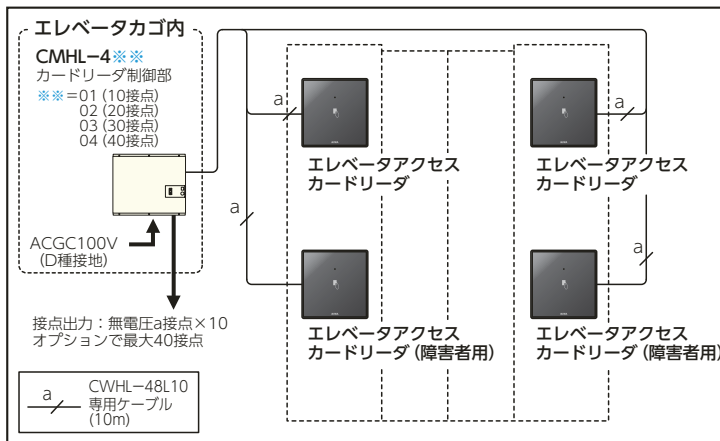 エレベータカゴ内
CMHL−4※※
カードリーダ制御部
※※＝01 (10接点)
02 (20接点)
03 (30接点)
04 (40接点)
ACGC100V
(D種接地)
接点出力：無電圧a接点×10
オプションで最大40接点
a
CWHL−48L10
専用ケーブル
(10m)
a
エレベータアクセス
カードリーダ
a
エレベータアクセス
カードリーダ
a
エレベータアクセス
カードリーダ (障害者用)
a
エレベータアクセス
カードリーダ (障害者用)